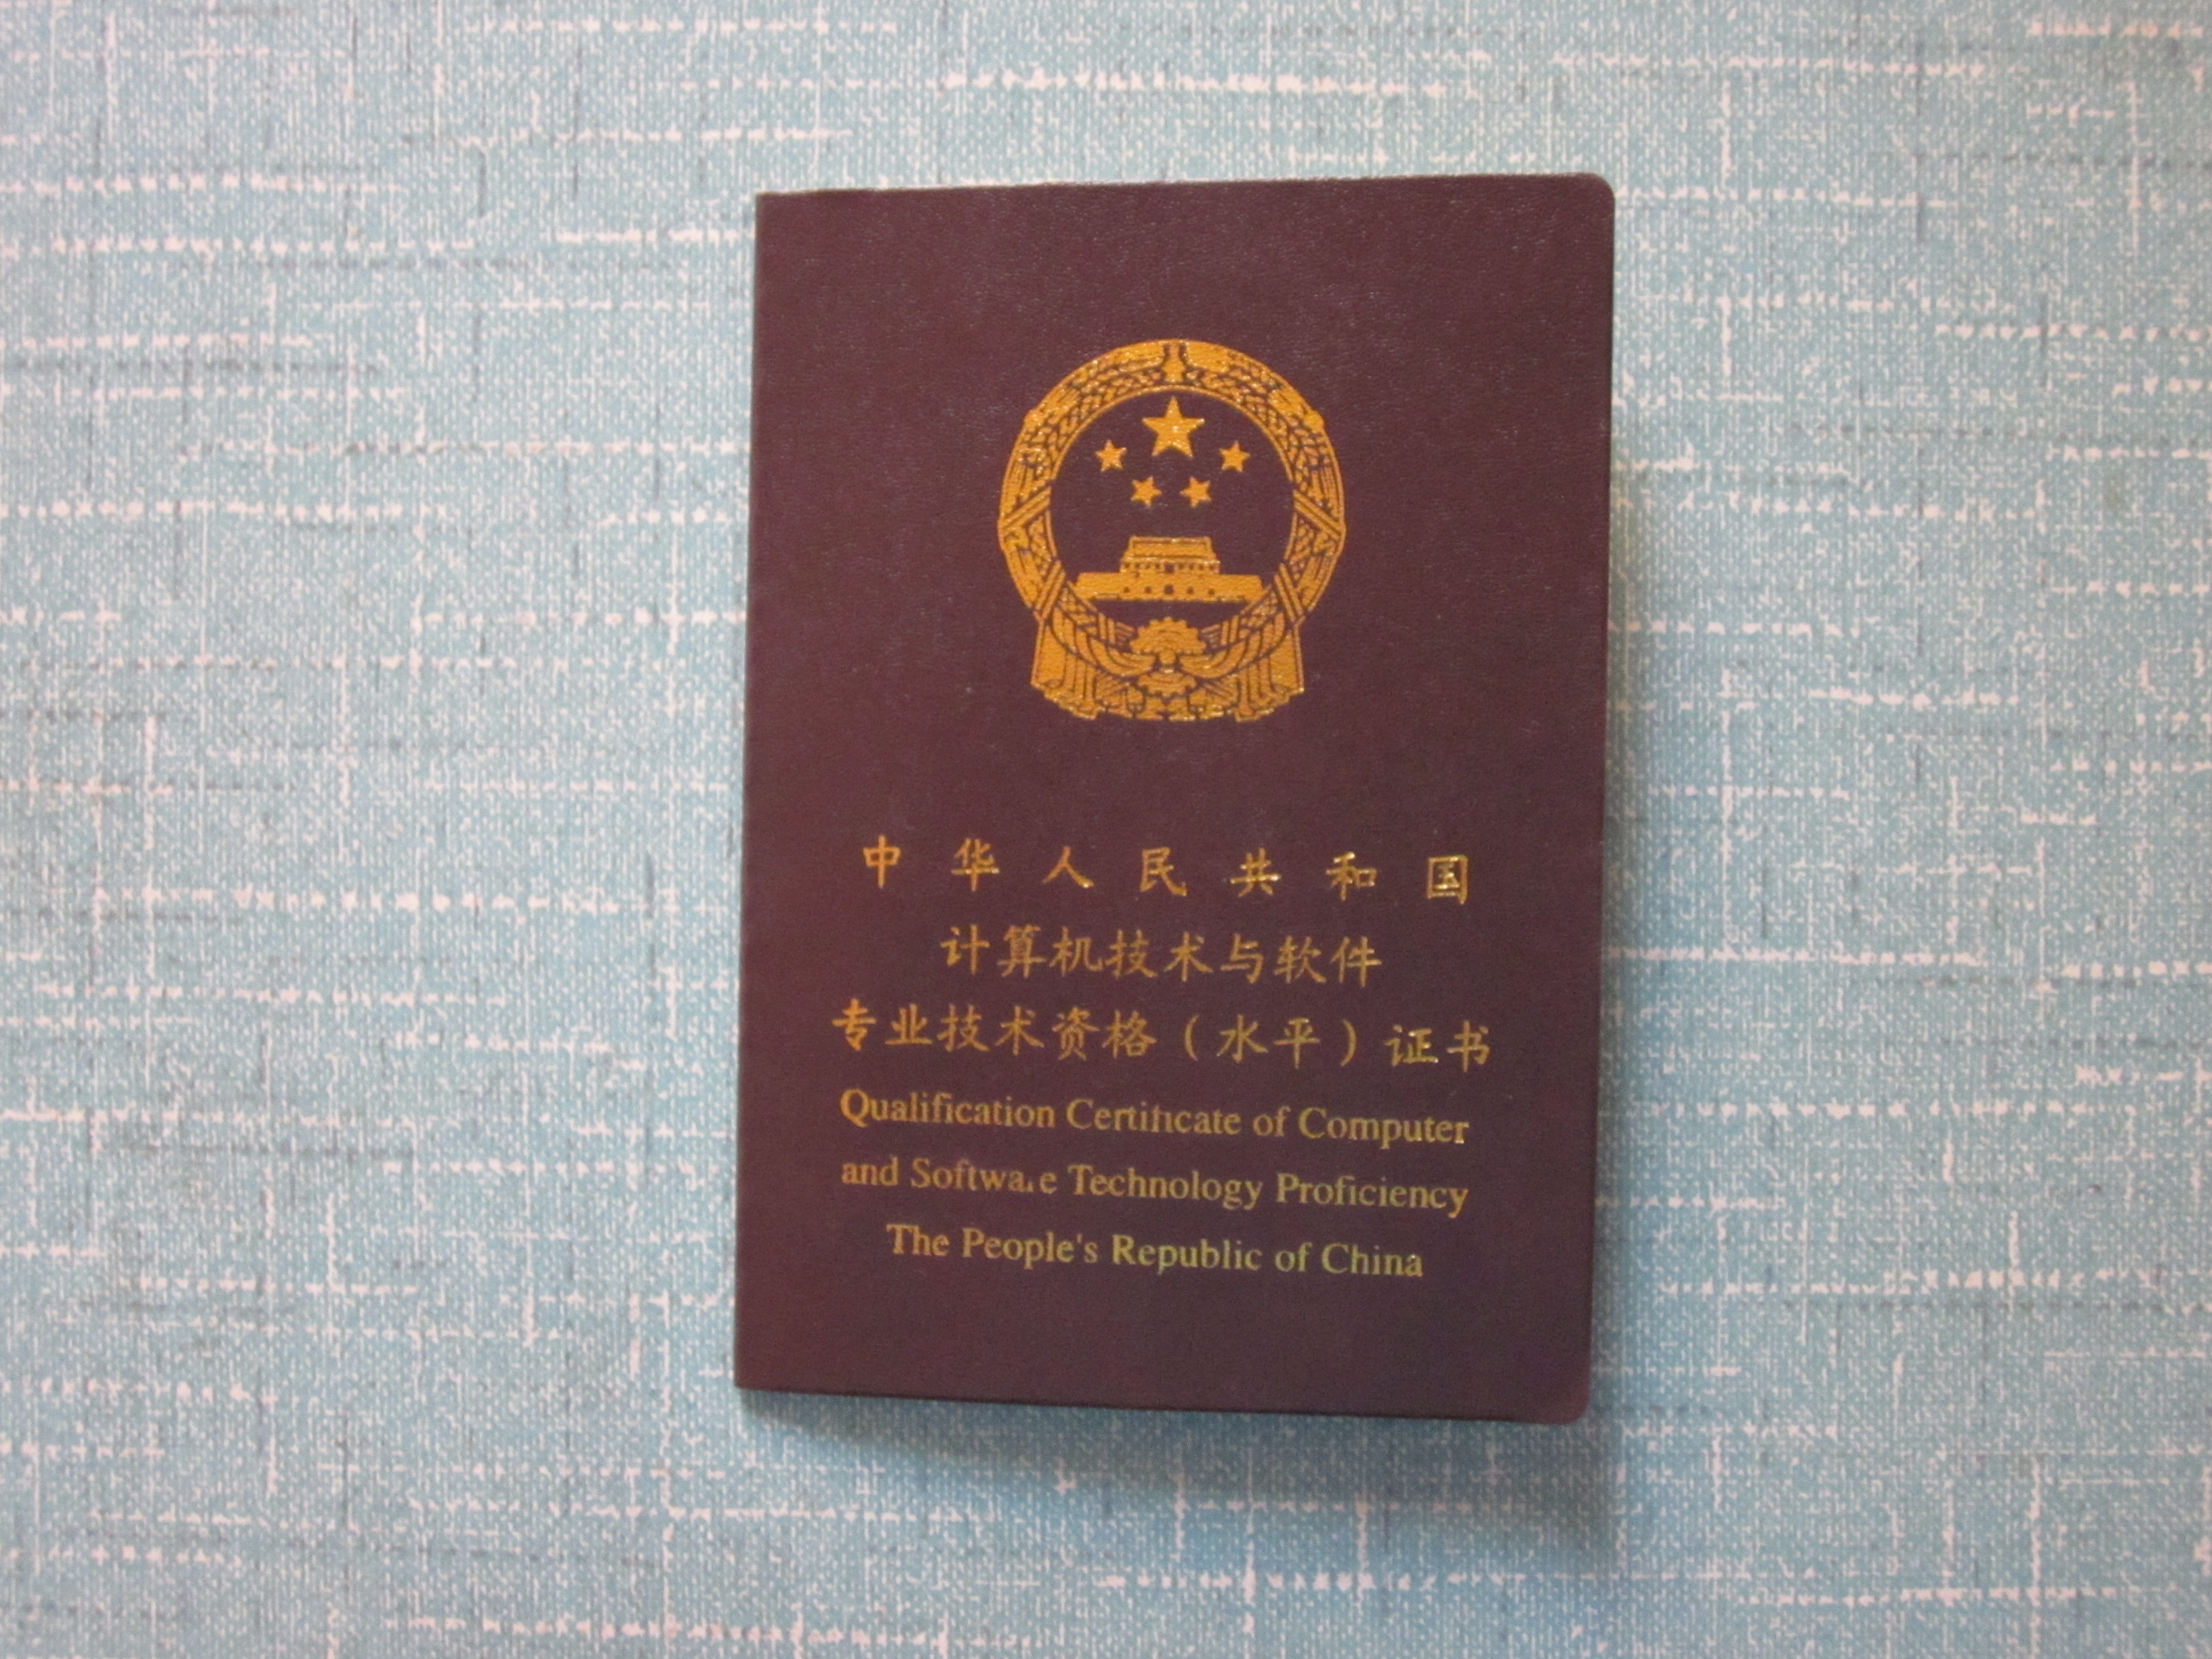 中华人民共和国
计算机技术与软件
专业技术资格（水平）证书
Qualification Certificate of Computer
and Software Technology Proficiency
The People's Republic of China